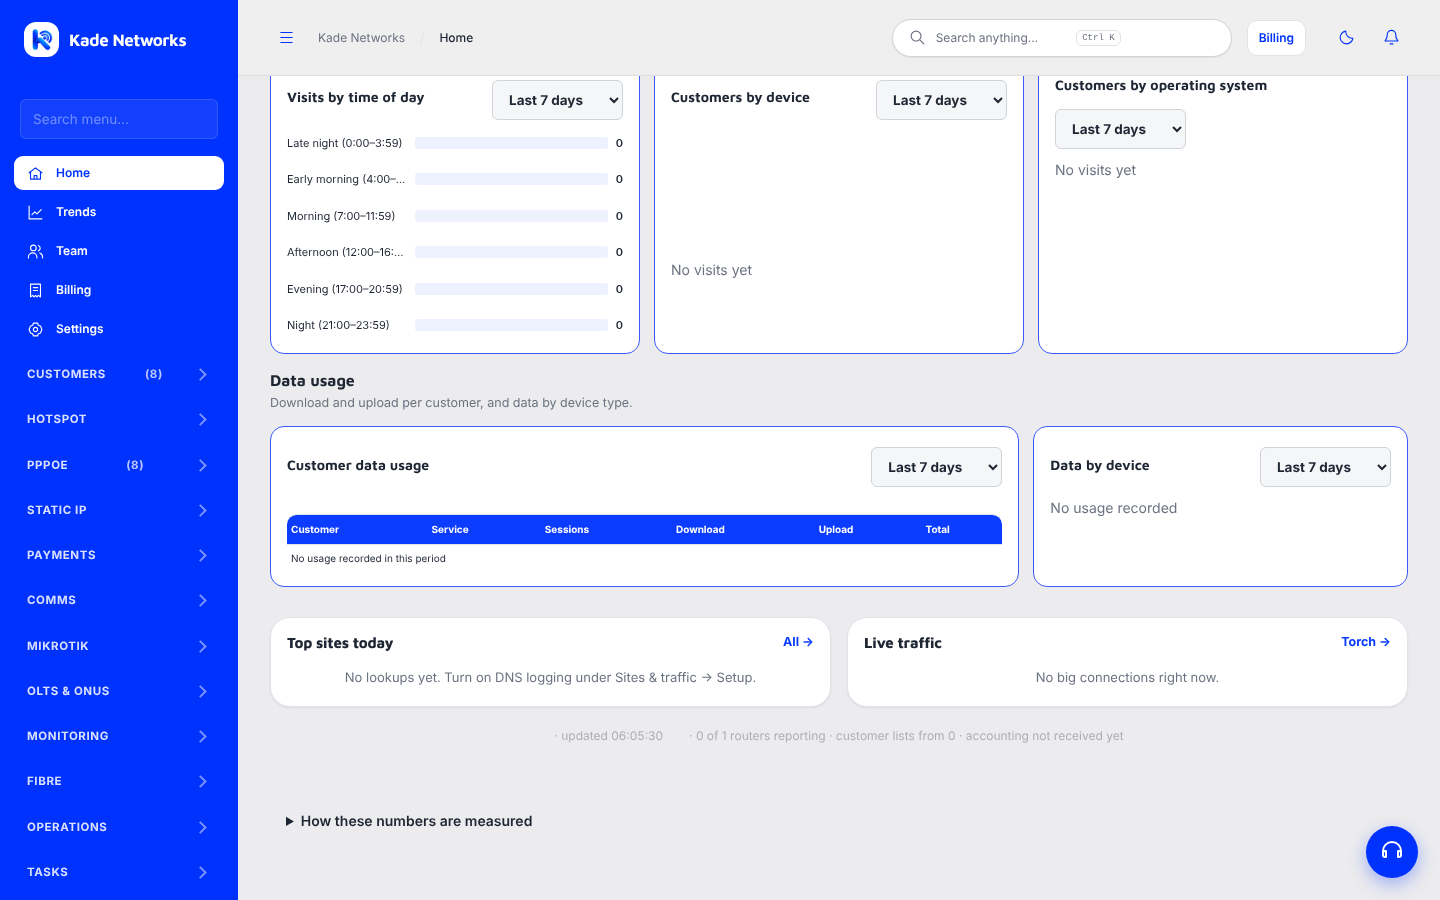 Kade Networks
Search menu...
Home
Trends
Team
Billing
Settings
CUSTOMERS (8)
HOTSPOT
PPPOE (8)
STATIC IP
PAYMENTS
COMMS
MIKROTIK
OLTS & ONUS
MONITORING
FIBRE
OPERATIONS
TASKS
Kade Networks / Home
Search anything... Ctrl K
Billing
Visits by time of day
Last 7 days
Late night (0:00–3:59) 0
Early morning (4:00–... 0
Morning (7:00–11:59) 0
Afternoon (12:00–16:... 0
Evening (17:00–20:59) 0
Night (21:00–23:59) 0
Customers by device
Last 7 days
No visits yet
Customers by operating system
Last 7 days
No visits yet
Data usage
Download and upload per customer, and data by device type.
Customer data usage
Last 7 days
Customer Service Sessions Download Upload Total
No usage recorded in this period
Data by device
Last 7 days
No usage recorded
Top sites today
All →
No lookups yet. Turn on DNS logging under Sites & traffic → Setup.
Live traffic
Torch →
No big connections right now.
· updated 06:05:30 · 0 of 1 routers reporting · customer lists from 0 · accounting not received yet
How these numbers are measured